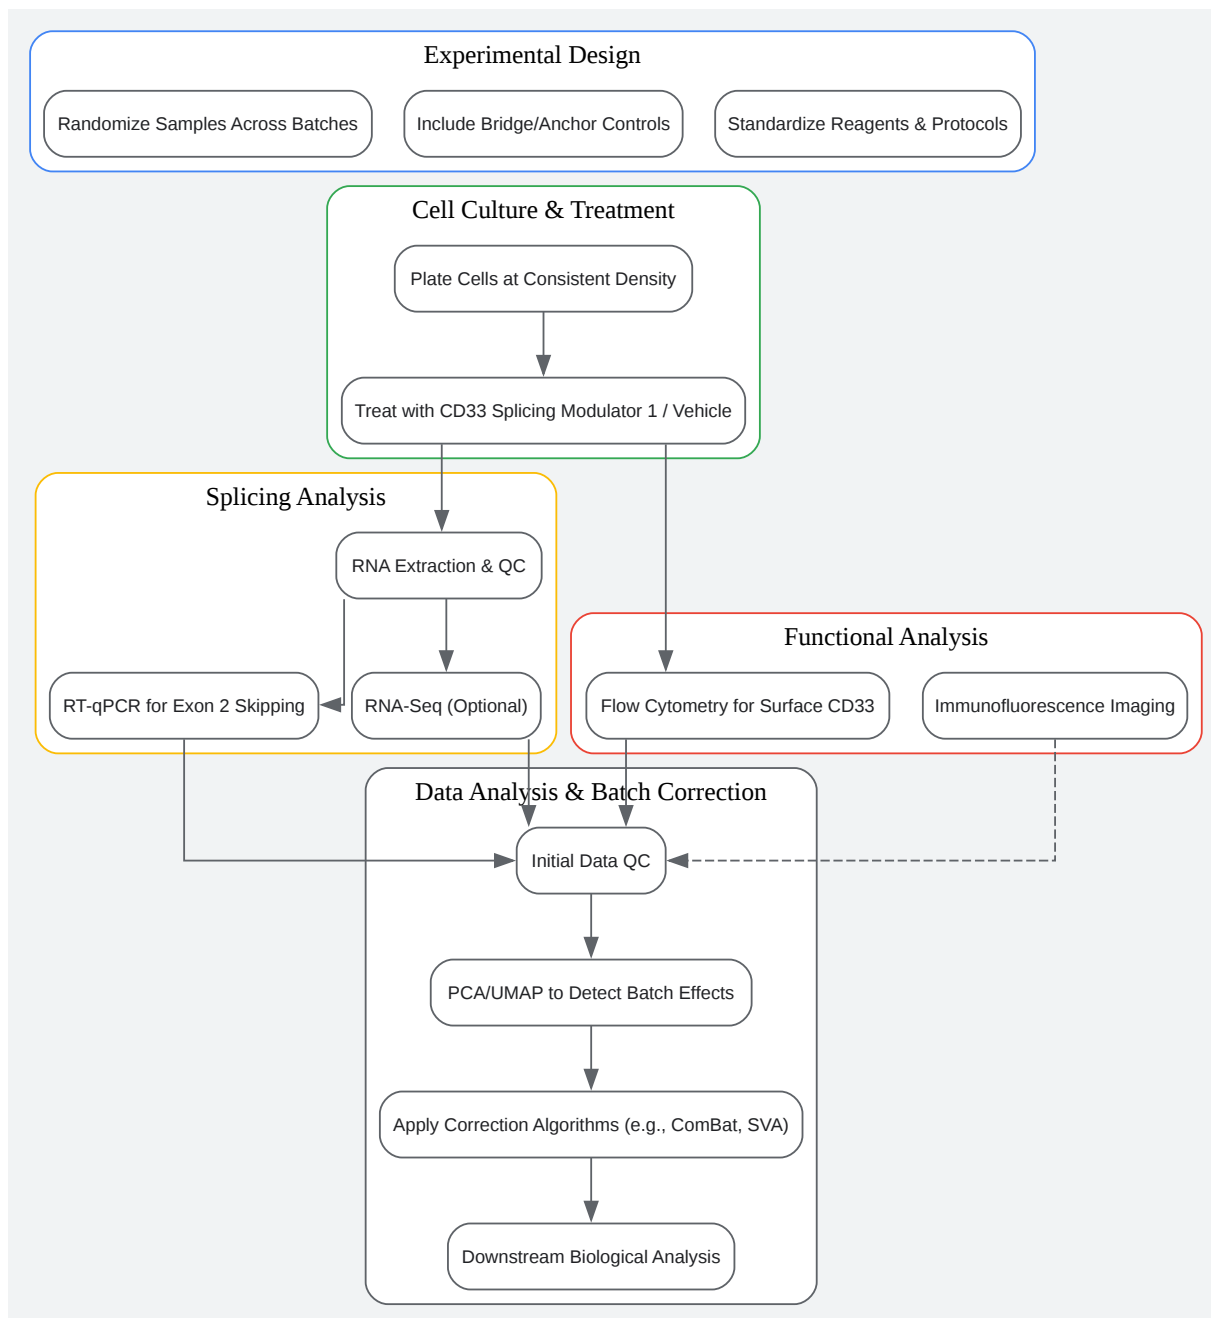 Experimental Design
Randomize Samples Across Batches
Include Bridge/Anchor Controls
Standardize Reagents & Protocols
Cell Culture & Treatment
Plate Cells at Consistent Density
Treat with CD33 Splicing Modulator 1 / Vehicle
Splicing Analysis
RNA Extraction & QC
RT-qPCR for Exon 2 Skipping
RNA-Seq (Optional)
Functional Analysis
Flow Cytometry for Surface CD33
Immunofluorescence Imaging
Data Analysis & Batch Correction
Initial Data QC
PCA/UMAP to Detect Batch Effects
Apply Correction Algorithms (e.g., ComBat, SVA)
Downstream Biological Analysis